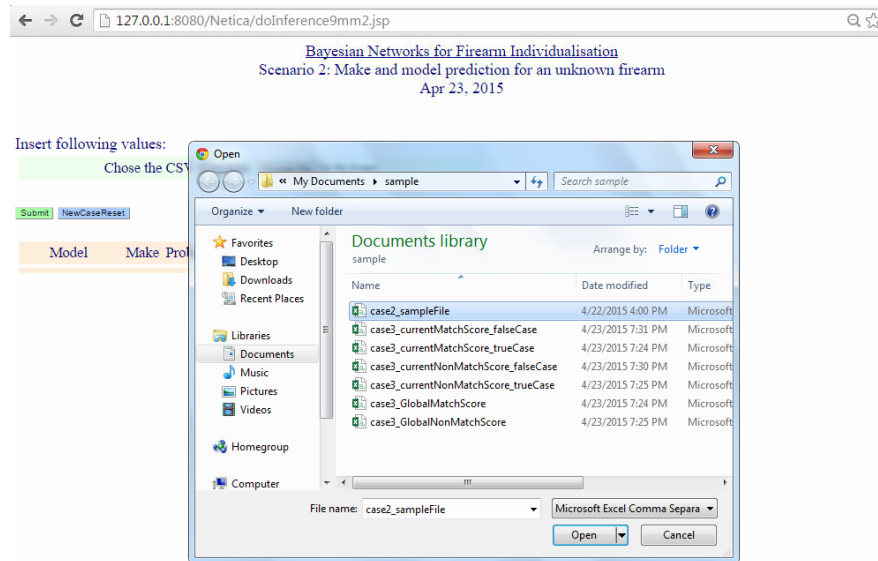 127.0.0.1:8080/Netica/doInference9mm2.jsp
Bayesian Networks for Firearm Individualisation
Scenario 2: Make and model prediction for an unknown firearm
Apr 23, 2015
Insert following values:
Chose the CSV
Submit NewCaseReset
Model Make Prob
Open
« My Documents sample
Search sample
Organize New folder
Favorites
Desktop
Downloads
Recent Places
Libraries
Documents
Music
Pictures
Videos
Homegroup
Computer
Documents library
sample
Arrange by: Folder
Name Date modified Type
case2_sampleFile 4/22/2015 4:00 PM Microsoft
case3_currentMatchScore_falseCase 4/23/2015 7:31 PM Microsoft
case3_currentMatchScore_trueCase 4/23/2015 7:24 PM Microsoft
case3_currentNonMatchScore_falseCase 4/23/2015 7:30 PM Microsoft
case3_currentNonMatchScore_trueCase 4/23/2015 7:25 PM Microsoft
case3_GlobalMatchScore 4/23/2015 7:24 PM Microsoft
case3_GlobalNonMatchScore 4/23/2015 7:25 PM Microsoft
File name: case2_sampleFile Microsoft Excel Comma Separa
Open Cancel